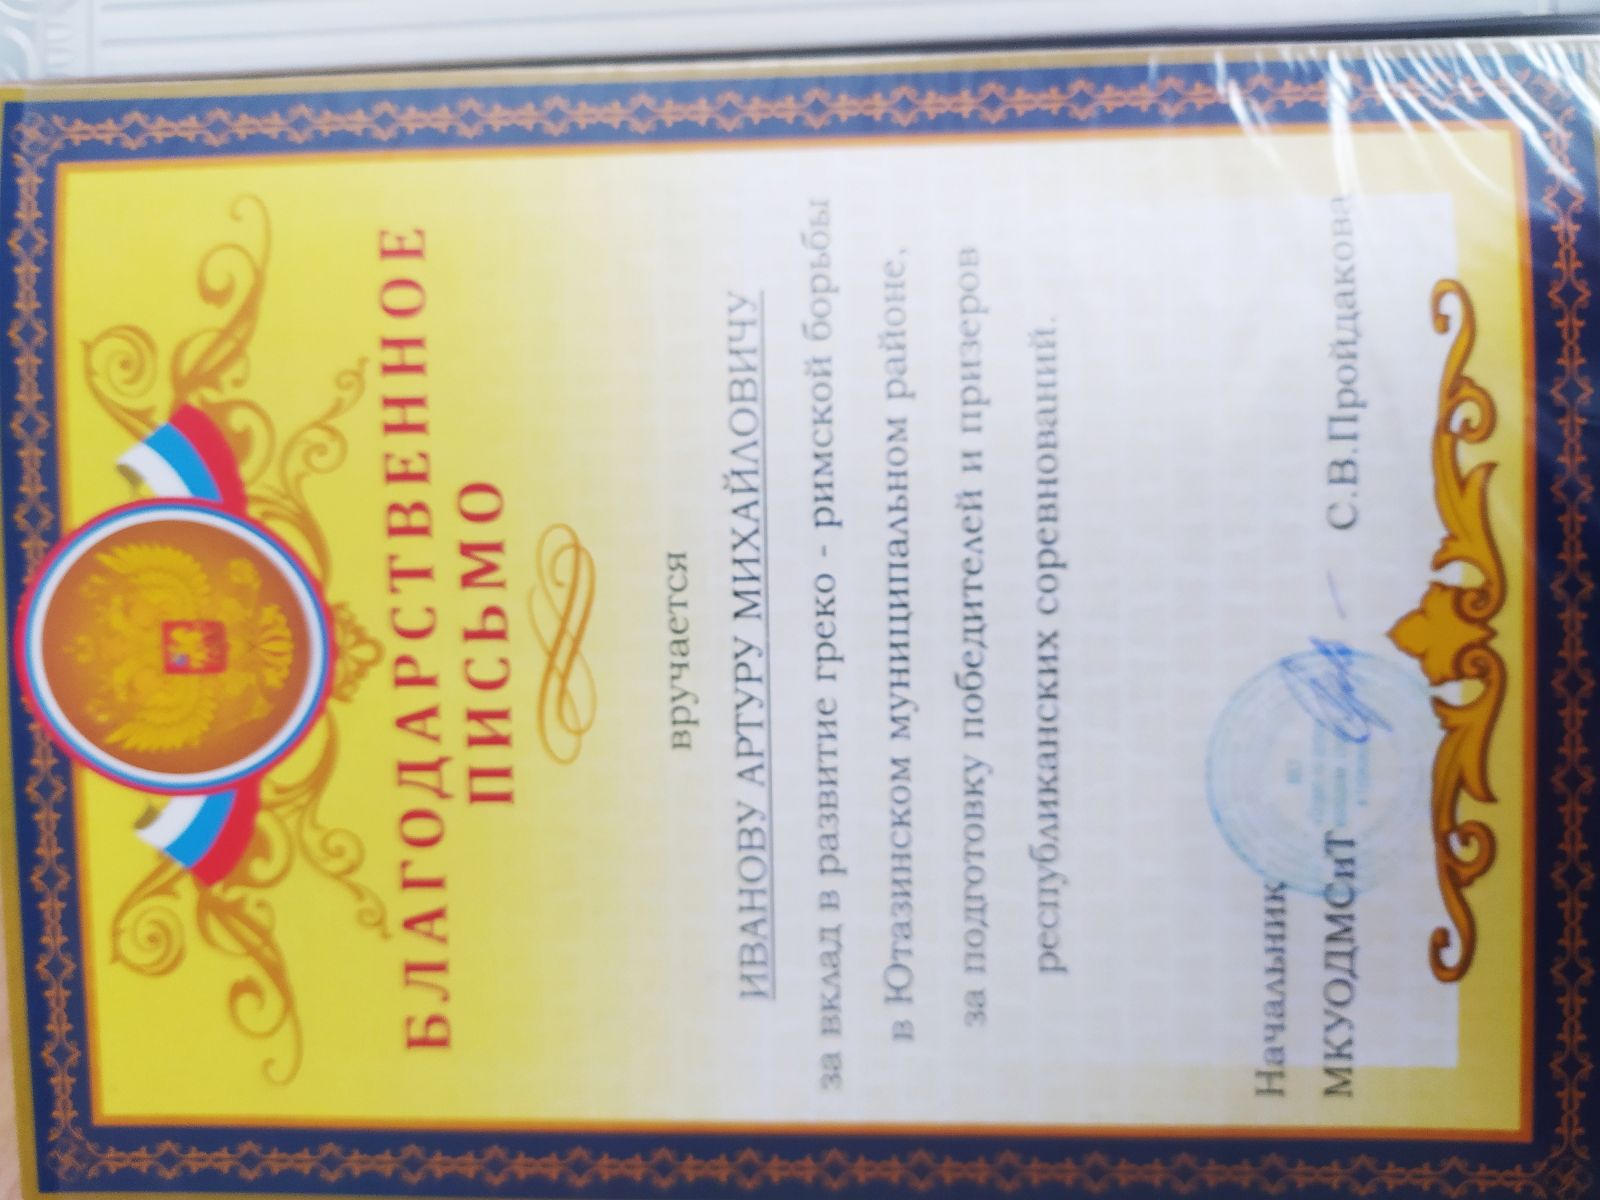 БЛАГОДАРСТВЕННОЕ
ПИСЬМО
вручается
ИВАНОВУ АРТУРУ МИХАЙЛОВИЧУ
за вклад в развитие греко - римской борьбы
в Ютазинском муниципальном районе,
за подготовку победителей и призеров
республиканских соревнований.
Начальник
МКУОДМСиТ С.В.Пройдакова